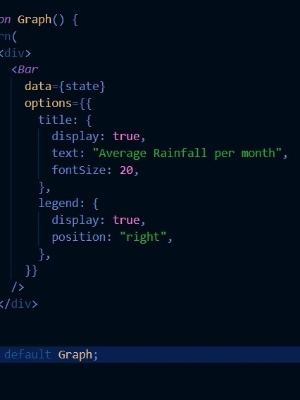 on Graph() {
rn(
<div>
<Bar
data={state}
options={{
title: {
display: true,
text: "Average Rainfall per month",
fontSize: 20,
},
legend: {
display: true,
position: "right",
},
}}
/>
</div>
default Graph;